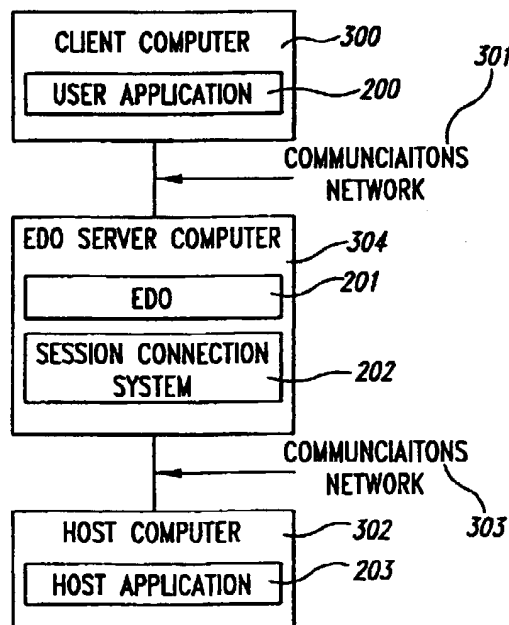 CLIENT COMPUTER
300
301
USER APPLICATION
200
COMMUNCIAITONS
NETWORK
EDO SERVER COMPUTER
304
EDO
201
SESSION CONNECTION
SYSTEM
202
COMMUNCIAITONS
NETWORK
303
HOST COMPUTER
302
HOST APPLICATION
203